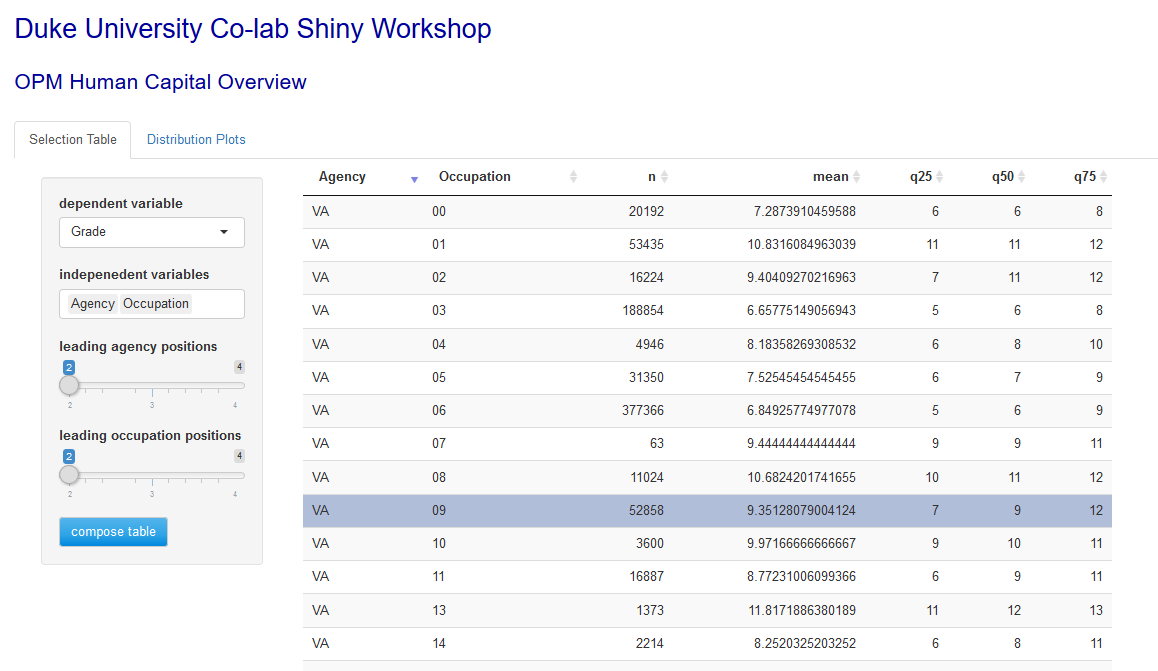 Duke University Co-lab Shiny Workshop
OPM Human Capital Overview
Selection Table
Distribution Plots
dependent variable
Grade
indepenedent variables
Agency Occupation
leading agency positions
2 4
2 3 4
leading occupation positions
2 4
2 3 4
compose table
Agency Occupation n mean q25 q50 q75
VA 00 20192 7.2873910459588 6 6 8
VA 01 53435 10.8316084963039 11 11 12
VA 02 16224 9.40409270216963 7 11 12
VA 03 188854 6.65775149056943 5 6 8
VA 04 4946 8.18358269308532 6 8 10
VA 05 31350 7.52545454545455 6 7 9
VA 06 377366 6.84925774977078 5 6 9
VA 07 63 9.44444444444444 9 9 11
VA 08 11024 10.6824201741655 10 11 12
VA 09 52858 9.35128079004124 7 9 12
VA 10 3600 9.97166666666667 9 10 11
VA 11 16887 8.77231006099366 6 9 11
VA 13 1373 11.8171886380189 11 12 13
VA 14 2214 8.2520325203252 6 8 11